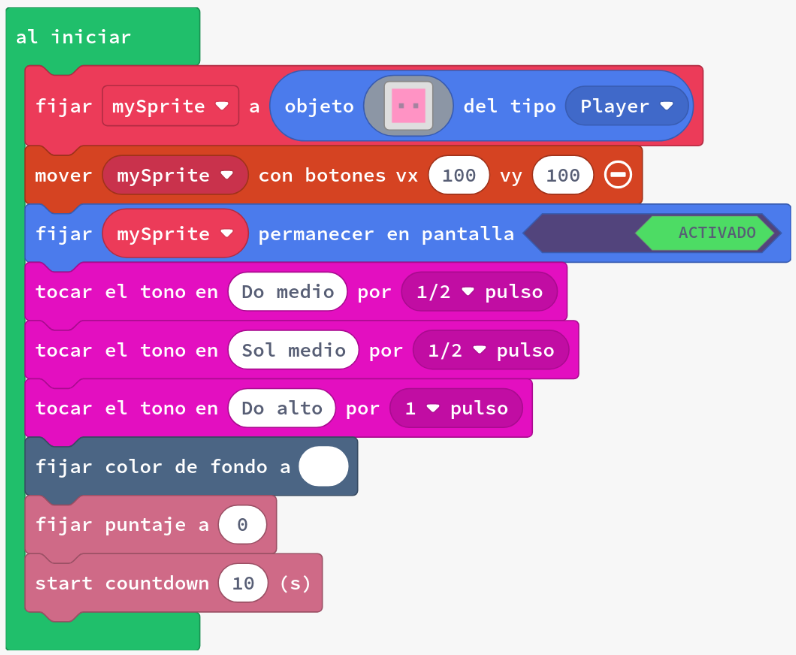 al iniciar
fijar mySprite a objeto del tipo Player
mover mySprite con botones vx 100 vy 100
fijar mySprite permanecer en pantalla ACTIVADO
tocar el tono en Do medio por 1/2 pulso
tocar el tono en Sol medio por 1/2 pulso
tocar el tono en Do alto por 1 pulso
fijar color de fondo a
fijar puntaje a 0
start countdown 10 (s)